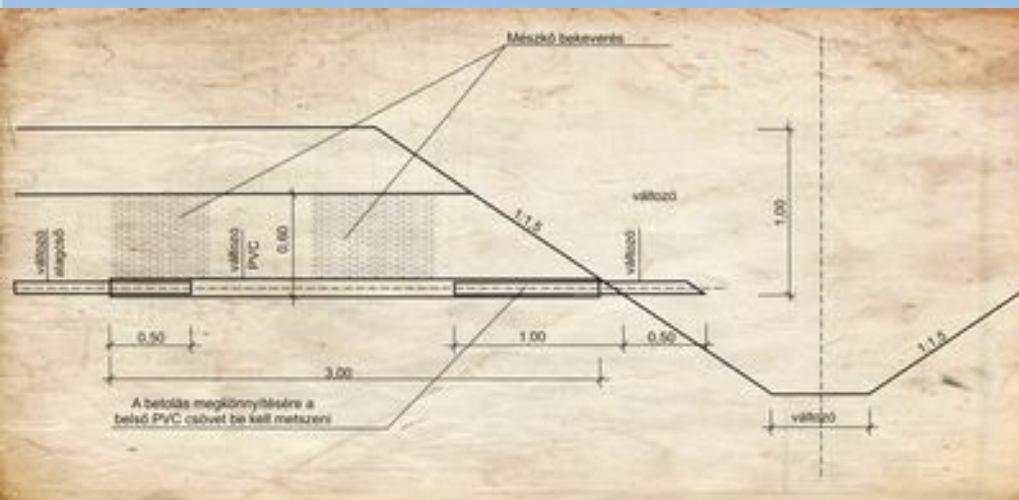 Mészkő bekeverés
változó
1:1,5
1.00
változó
alagcső
változó
PVC
0,60
változó
0,50
1.00
0,50
3,00
1:1,5
A betolás megkönnyítésére a
belső PVC csövet be kell metszeni
változó